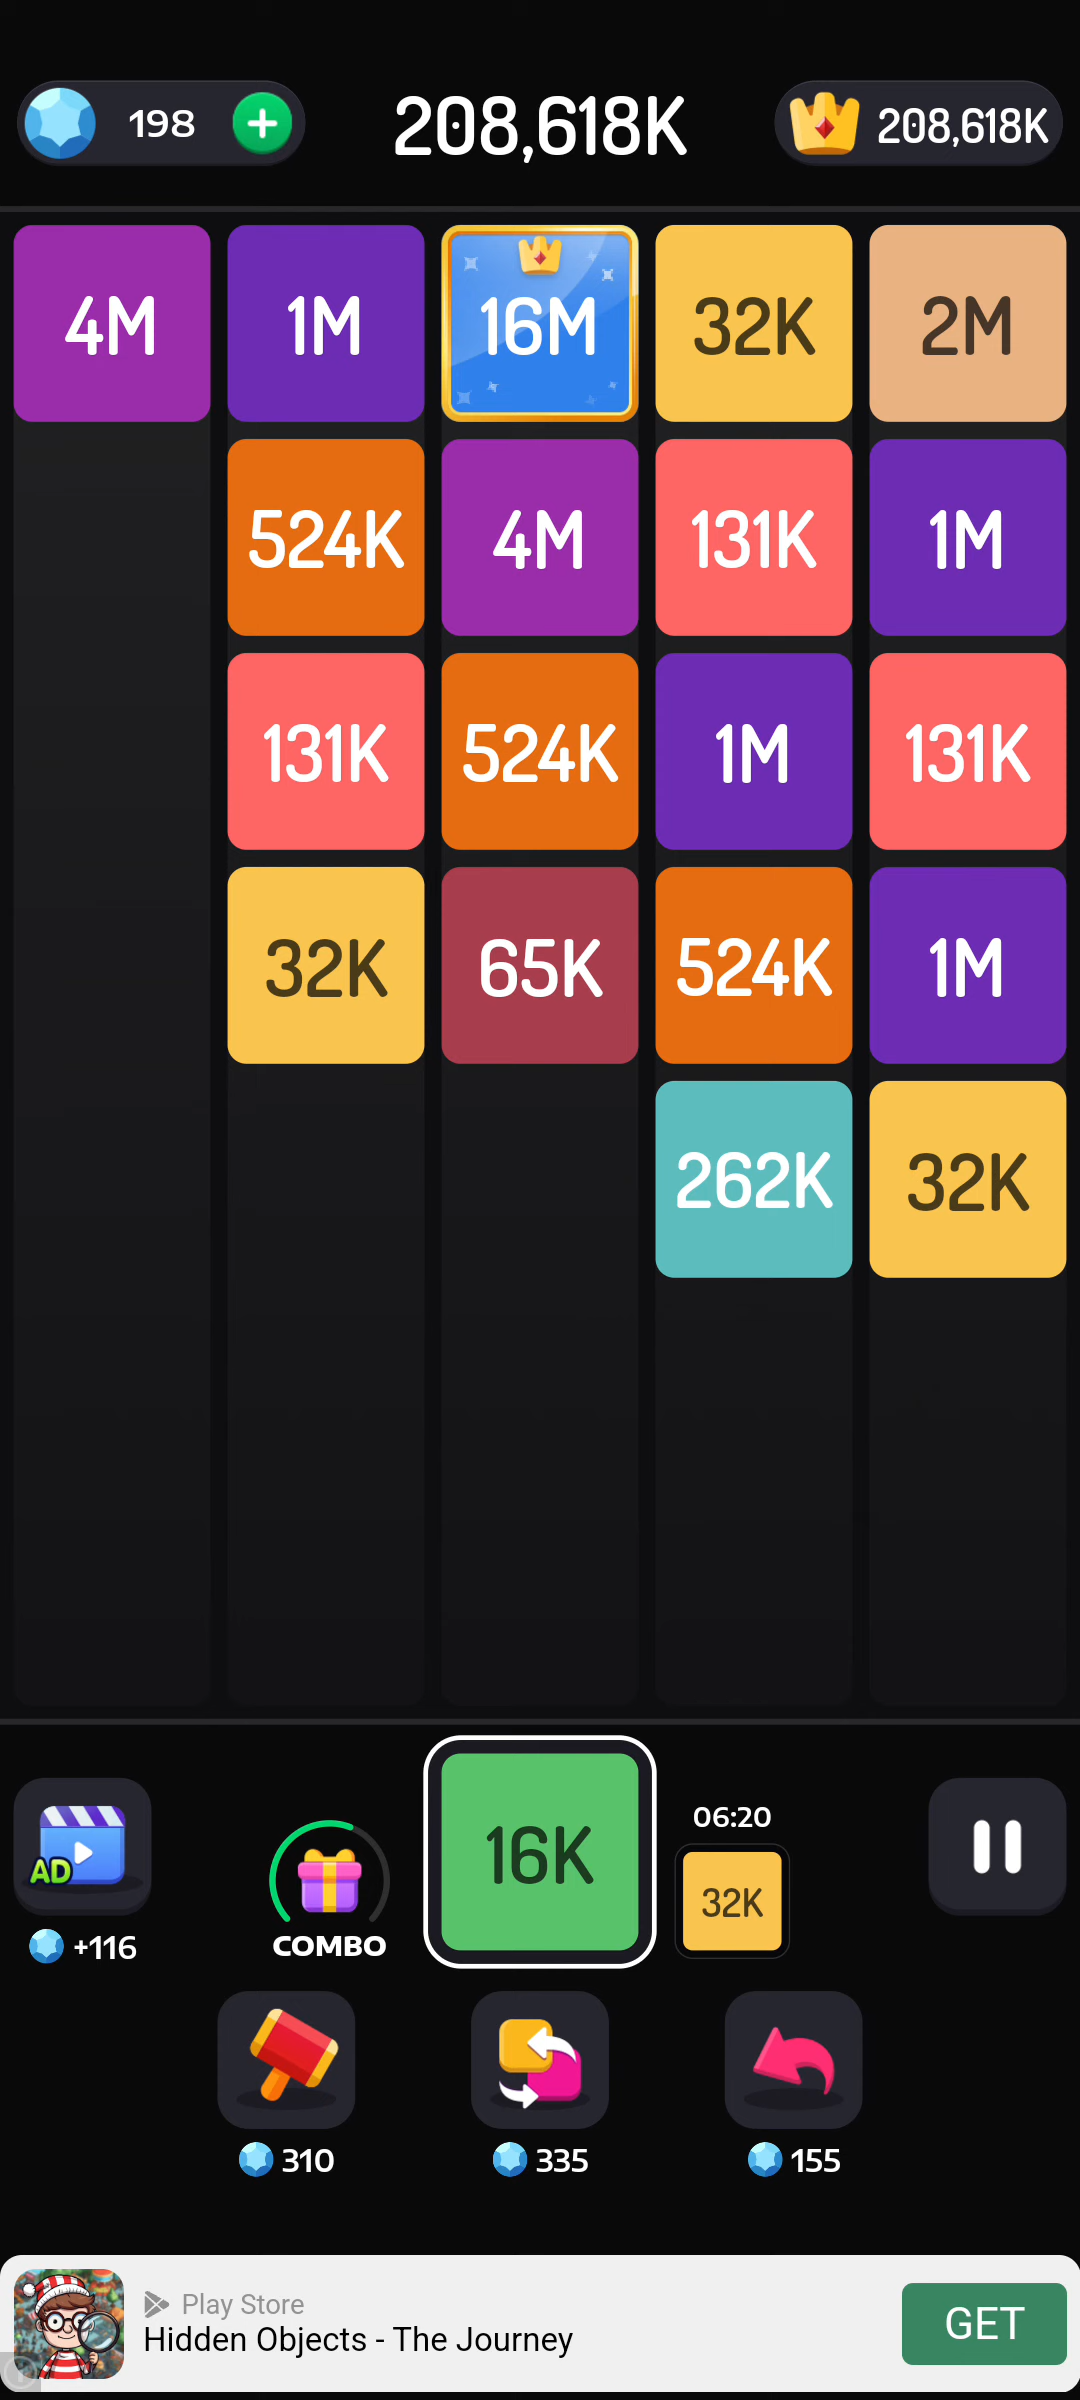 198
208,618K
208,618K
4M 1M 16M 32K 2M
524K 4M 131K 1M
131K 524K 1M 131K
32K 65K 524K 1M
262K 32K
16K
06:20
32K
AD
+116
COMBO
310
335
155
Play Store
Hidden Objects - The Journey
GET